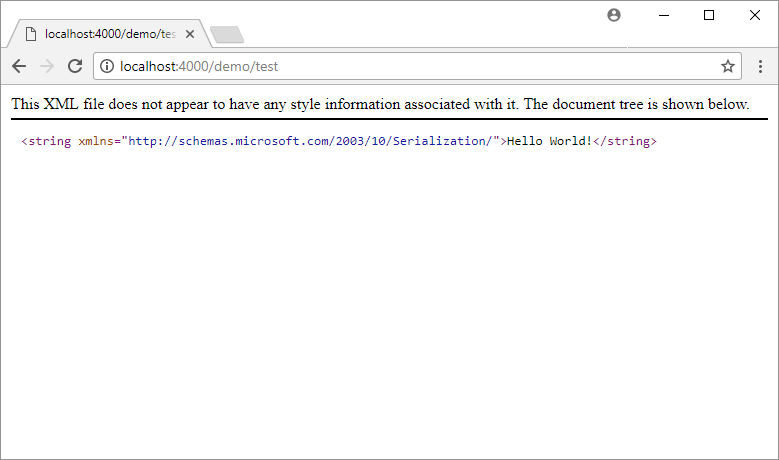 localhost:4000/demo/tes
localhost:4000/demo/test
This XML file does not appear to have any style information associated with it. The document tree is shown below.
<string xmlns="http://schemas.microsoft.com/2003/10/Serialization/">Hello World!</string>